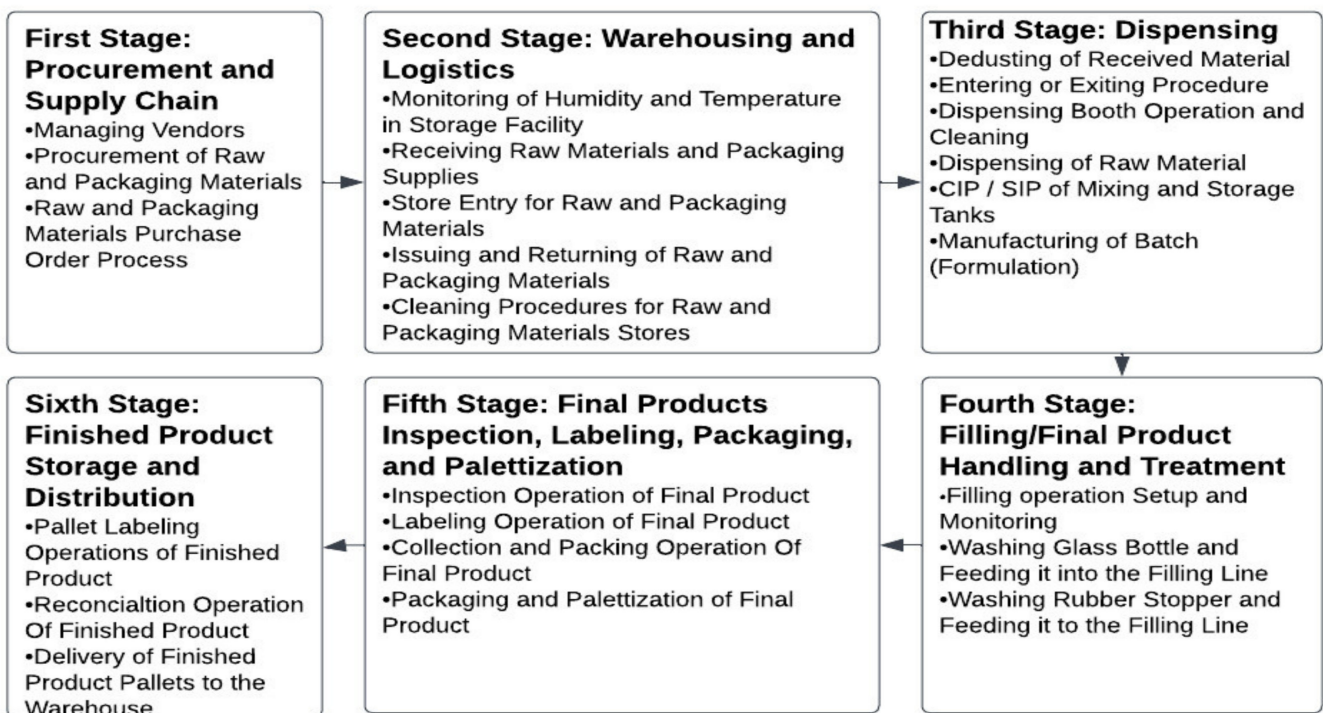 First Stage:
Procurement and
Supply Chain
•Managing Vendors
•Procurement of Raw
and Packaging Materials
•Raw and Packaging
Materials Purchase
Order Process
Second Stage: Warehousing and
Logistics
•Monitoring of Humidity and Temperature
in Storage Facility
•Receiving Raw Materials and Packaging
Supplies
•Store Entry for Raw and Packaging
Materials
•Issuing and Returning of Raw and
Packaging Materials
•Cleaning Procedures for Raw and
Packaging Materials Stores
Third Stage: Dispensing
•Dedusting of Received Material
•Entering or Exiting Procedure
•Dispensing Booth Operation and
Cleaning
•Dispensing of Raw Material
•CIP / SIP of Mixing and Storage
Tanks
•Manufacturing of Batch
(Formulation)
Fourth Stage:
Filling/Final Product
Handling and Treatment
•Filling operation Setup and
Monitoring
•Washing Glass Bottle and
Feeding it into the Filling Line
•Washing Rubber Stopper and
Feeding it to the Filling Line
Fifth Stage: Final Products
Inspection, Labeling, Packaging,
and Palettization
•Inspection Operation of Final Product
•Labeling Operation of Final Product
•Collection and Packing Operation Of
Final Product
•Packaging and Palettization of Final
Product
Sixth Stage:
Finished Product
Storage and
Distribution
•Pallet Labeling
Operations of Finished
Product
•Reconcialtion Operation
Of Finished Product
•Delivery of Finished
Product Pallets to the
Warehouse